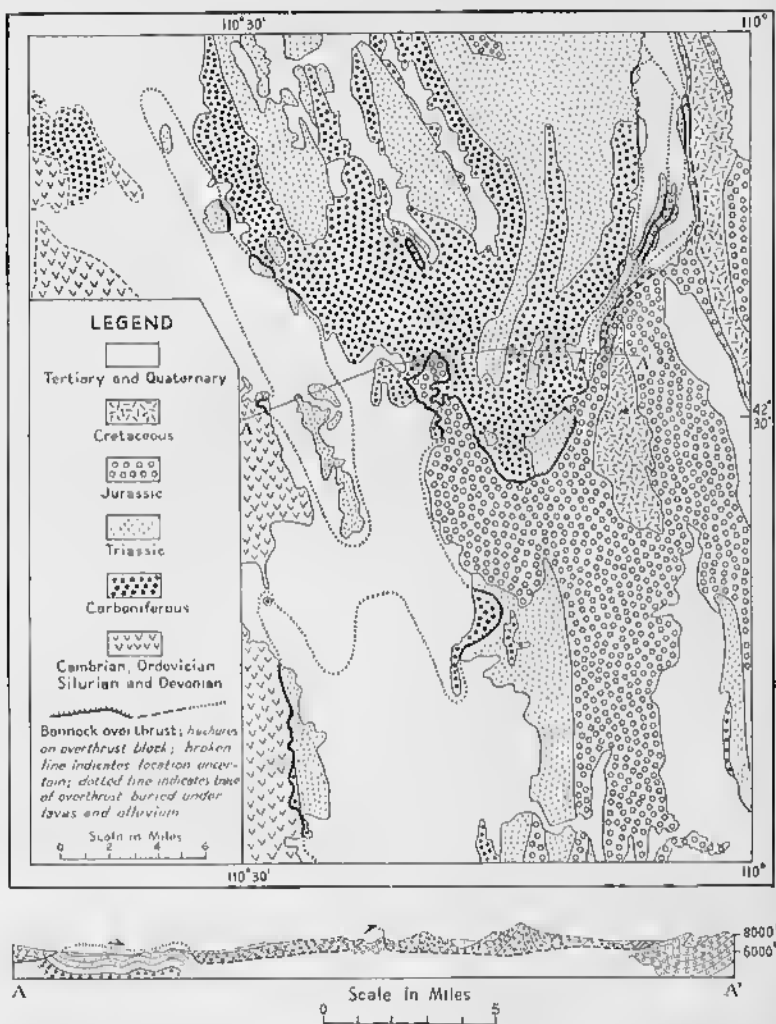 110°30'
110°
LEGEND
Tertiary and Quaternary
Cretaceous
Jurassic
Triassic
Carboniferous
Cambrian, Ordovician
Silurian and Devonian
Bannock overthrust; hachures
on overthrust block; broken
line indicates location uncer-
tain; dotted line indicates trace
of overthrust buried under
lavas and alluvium
Scale in Miles
0 2 4 6
A
A'
42°
30'
110°30'
110°
8000'
6000'
A
A'
Scale in Miles
0 5